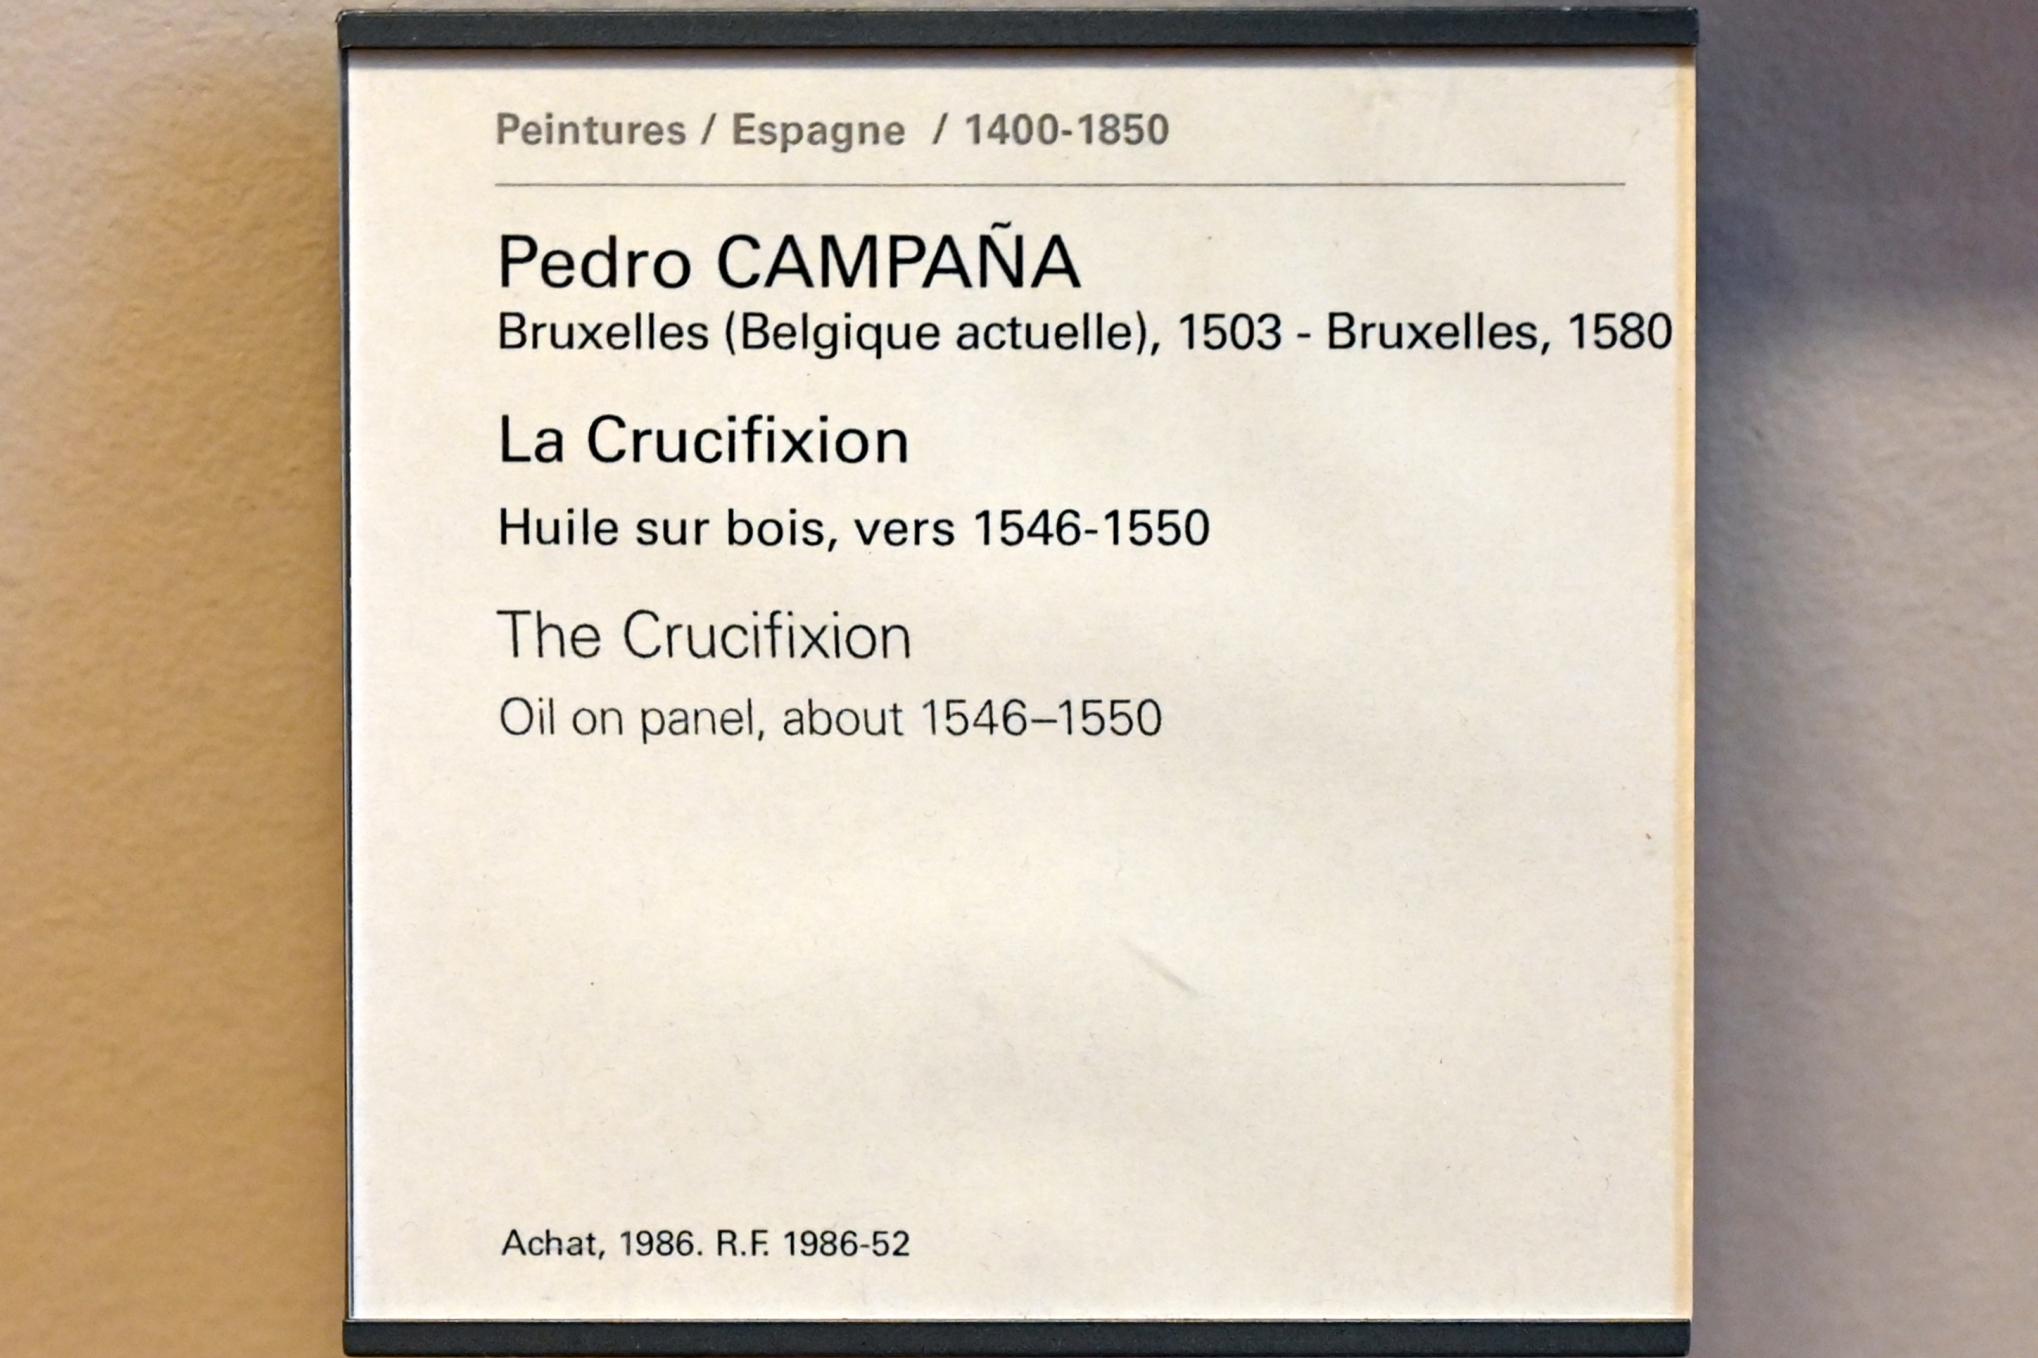 Peintures / Espagne / 1400-1850
Pedro CAMPAÑA
Bruxelles (Belgique actuelle), 1503 - Bruxelles, 1580
La Crucifixion
Huile sur bois, vers 1546-1550
The Crucifixion
Oil on panel, about 1546–1550
Achat, 1986. R.F. 1986-52